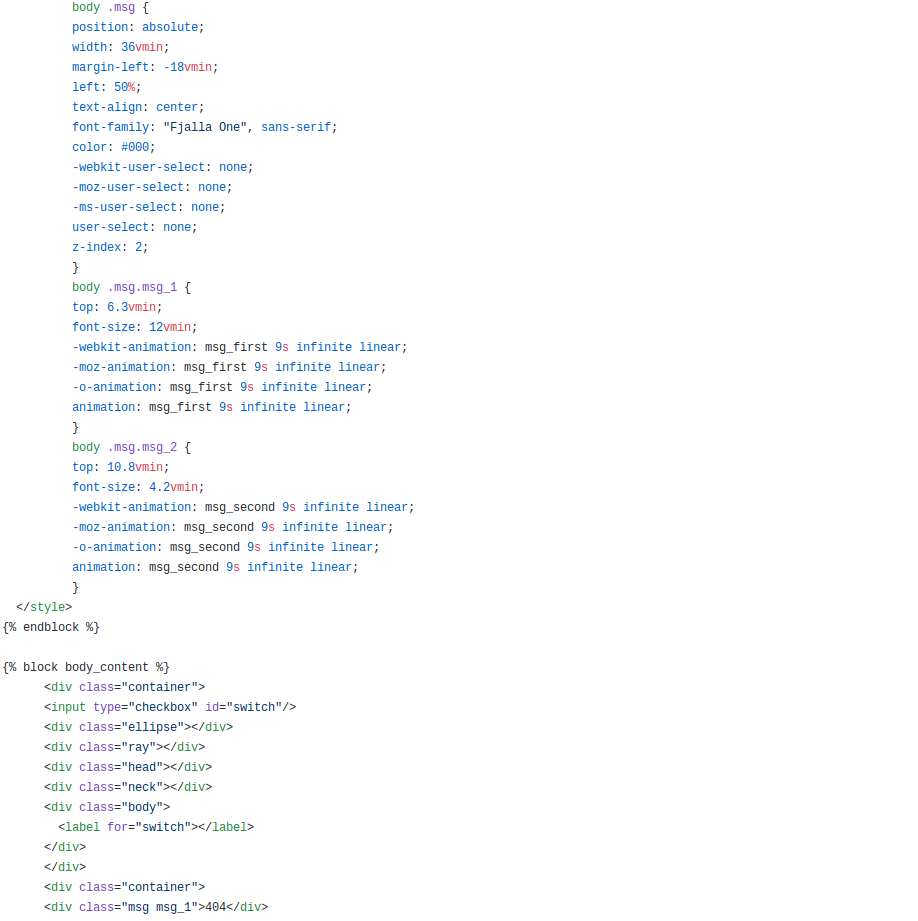 body .msg {
position: absolute;
width: 36vmin;
margin-left: -18vmin;
left: 50%;
text-align: center;
font-family: "Fjalla One", sans-serif;
color: #000;
-webkit-user-select: none;
-moz-user-select: none;
-ms-user-select: none;
user-select: none;
z-index: 2;
}
body .msg.msg_1 {
top: 6.3vmin;
font-size: 12vmin;
-webkit-animation: msg_first 9s infinite linear;
-moz-animation: msg_first 9s infinite linear;
-o-animation: msg_first 9s infinite linear;
animation: msg_first 9s infinite linear;
}
body .msg.msg_2 {
top: 10.8vmin;
font-size: 4.2vmin;
-webkit-animation: msg_second 9s infinite linear;
-moz-animation: msg_second 9s infinite linear;
-o-animation: msg_second 9s infinite linear;
animation: msg_second 9s infinite linear;
}
</style>
{% endblock %}
{% block body_content %}
<div class="container">
<input type="checkbox" id="switch"/>
<div class="ellipse"></div>
<div class="ray"></div>
<div class="head"></div>
<div class="neck"></div>
<div class="body">
<label for="switch"></label>
</div>
</div>
<div class="container">
<div class="msg msg_1">404</div>